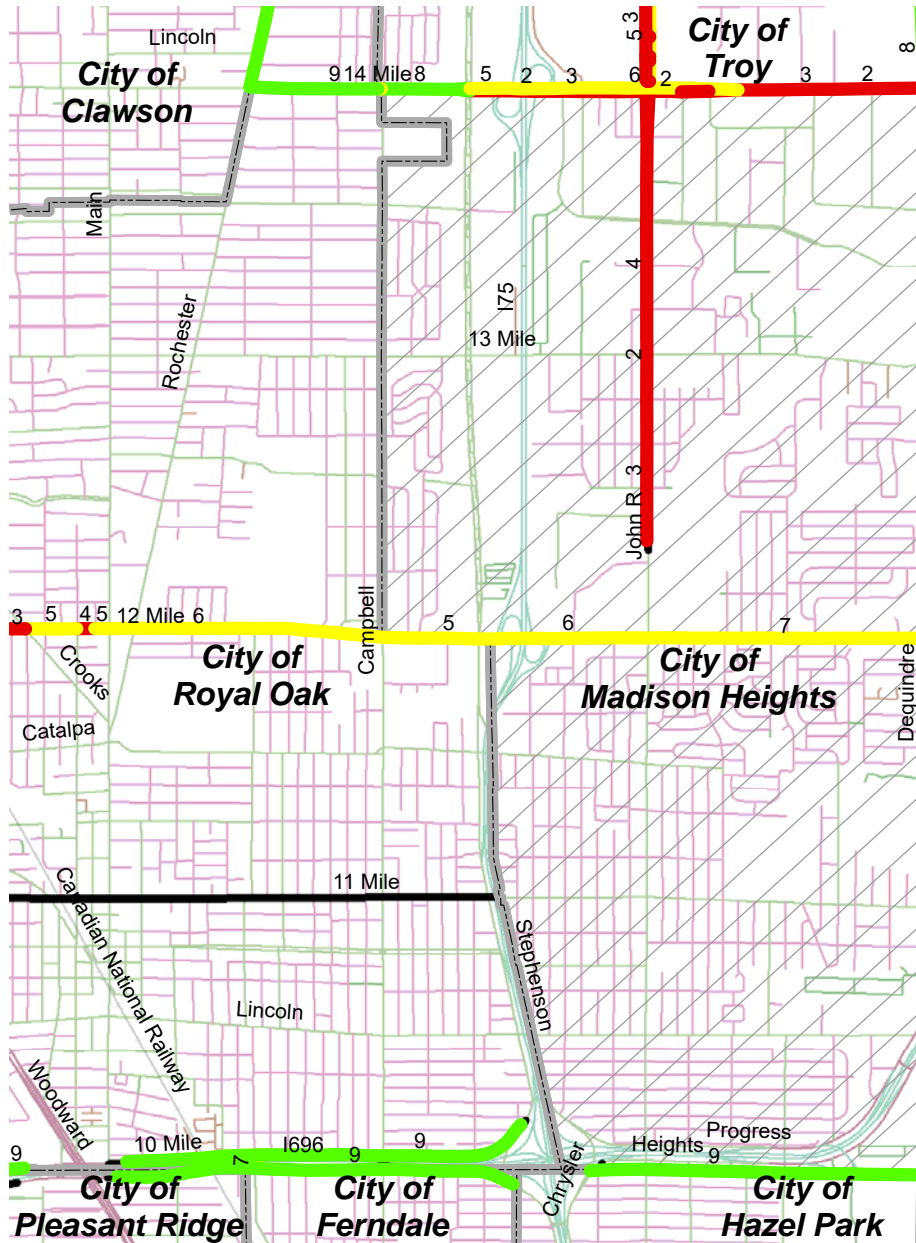 Lincoln
City of
Clawson
9 14 Mile 8
5
2
3
6
2
3
2
5 3
City of
Troy
8
Main
Rochester
I75
4
13 Mile
2
3
John R
Campbell
3
5
4 5
12 Mile 6
5
6
7
City of
Royal Oak
City of
Madison Heights
Crooks
Catalpa
Dequindre
11 Mile
Canadian National Railway
Stephenson
Lincoln
Woodward
9
10 Mile
I696
9
9
7
Chrysler
Heights
Progress
9
City of
Pleasant Ridge
City of
Ferndale
City of
Hazel Park